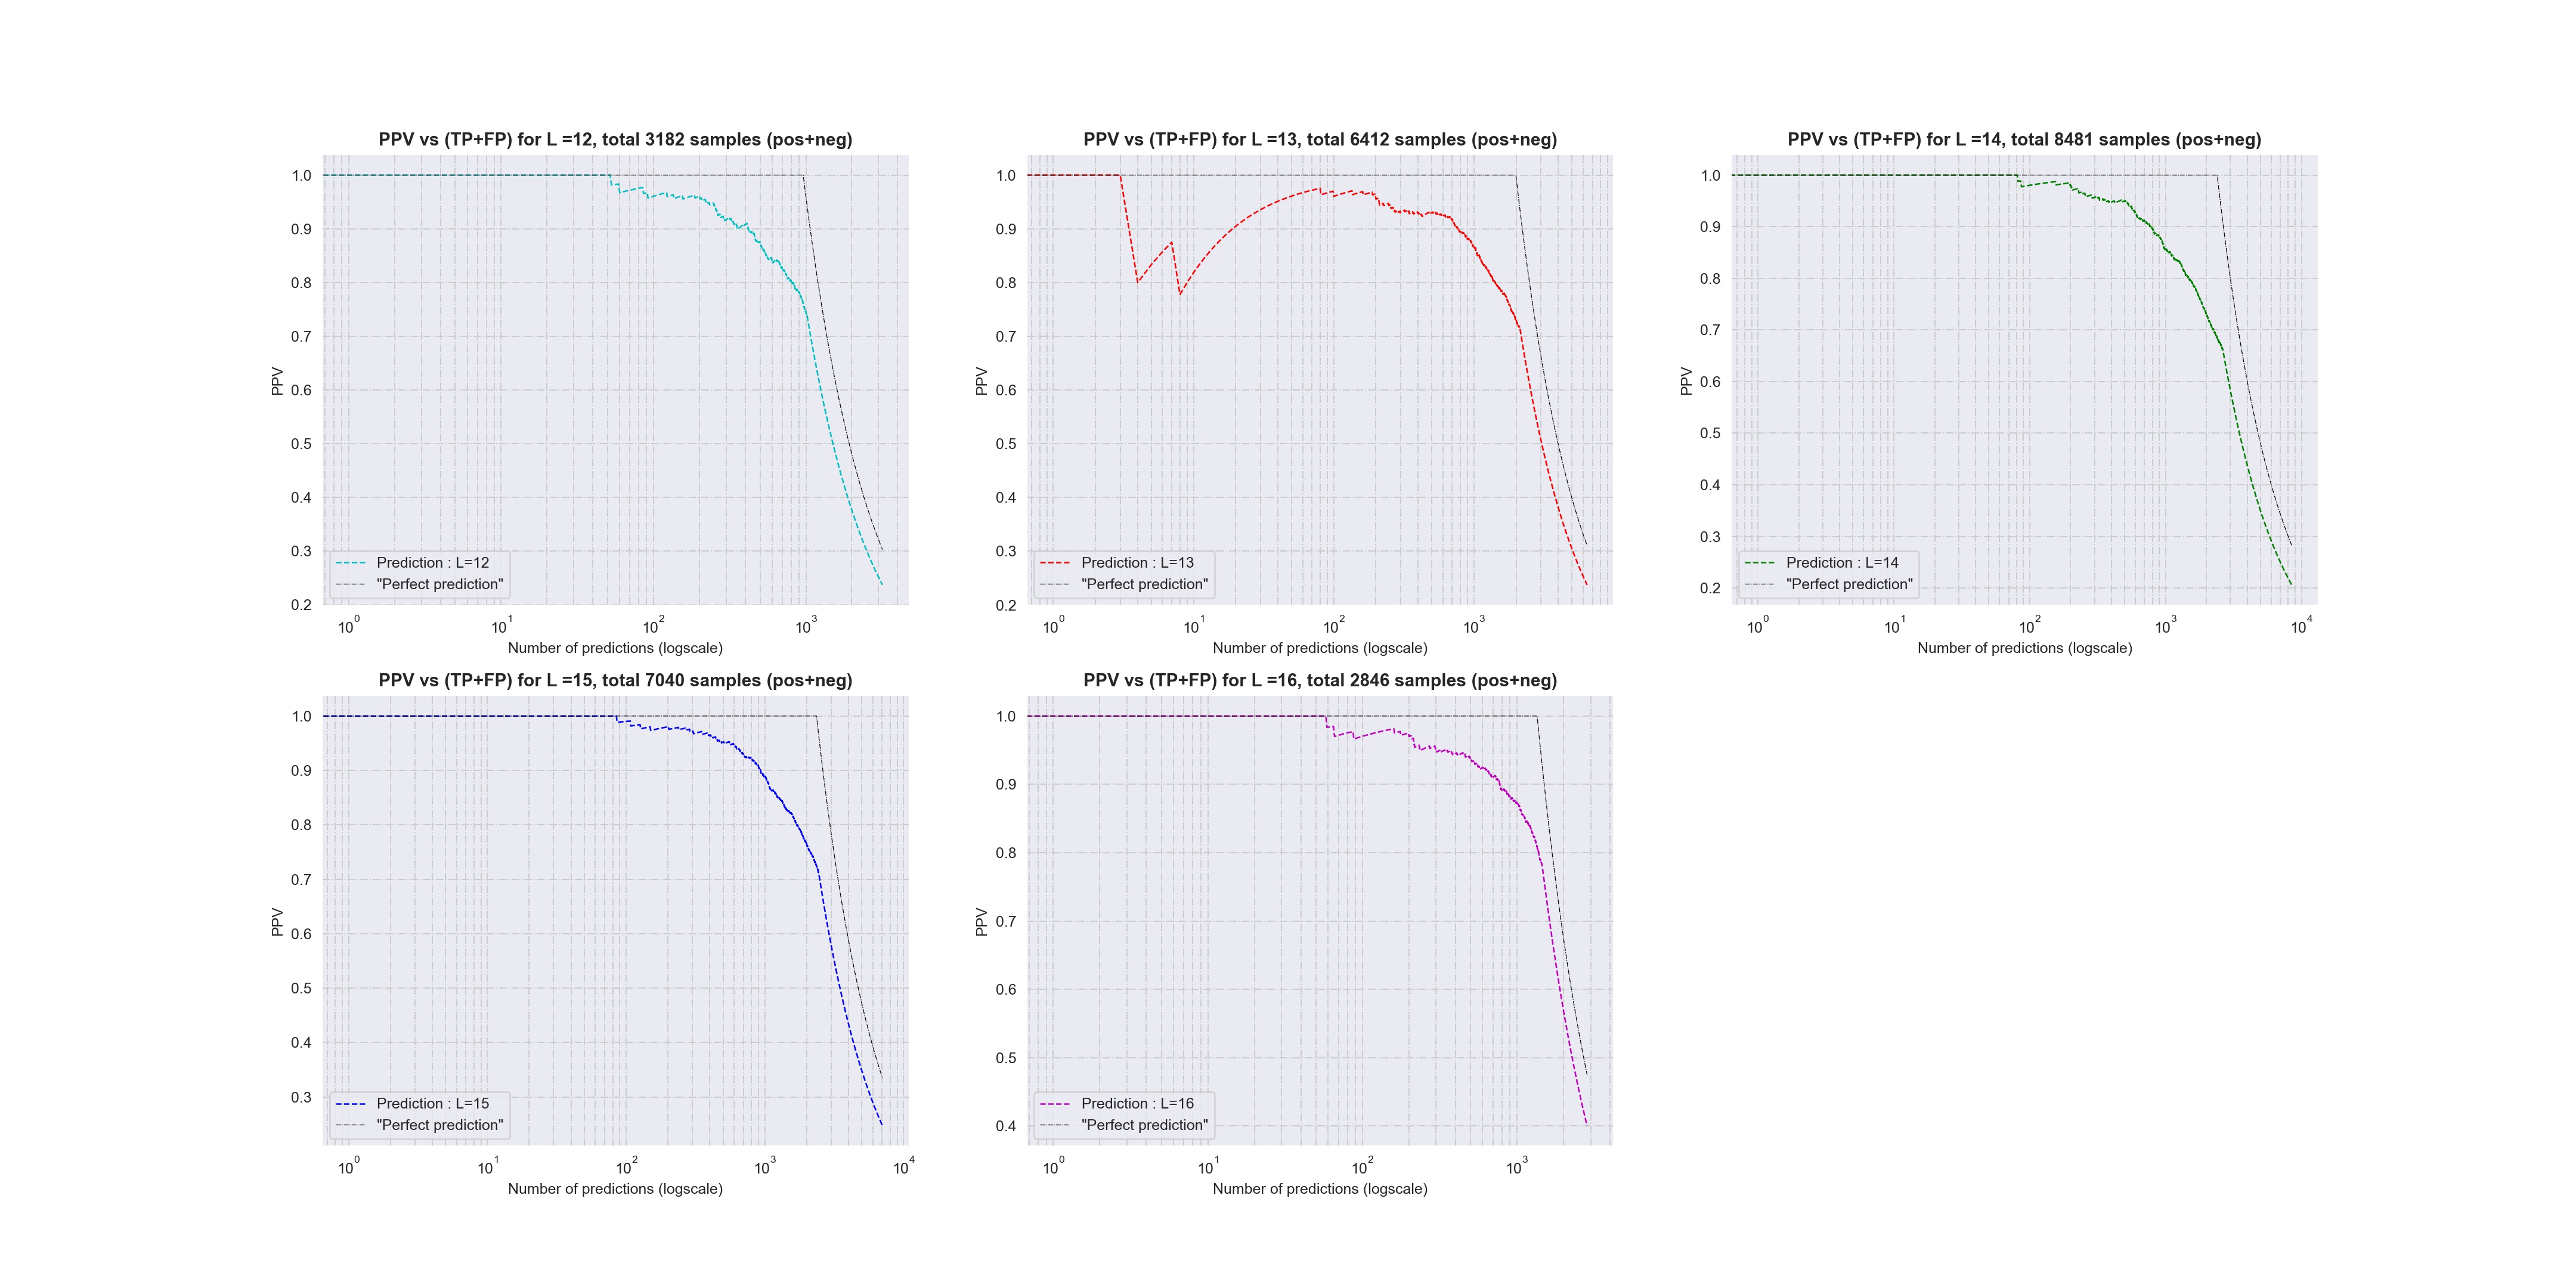 PPV vs (TP+FP) for L =12, total 3182 samples (pos+neg)
1.0
0.9
0.8
0.7
0.6
0.5
0.4
0.3
0.2
PPV
Prediction : L=12
"Perfect prediction"
10^0 10^1 10^2 10^3
Number of predictions (logscale)
PPV vs (TP+FP) for L =13, total 6412 samples (pos+neg)
1.0
0.9
0.8
0.7
0.6
0.5
0.4
0.3
0.2
PPV
Prediction : L=13
"Perfect prediction"
10^0 10^1 10^2 10^3
Number of predictions (logscale)
PPV vs (TP+FP) for L =14, total 8481 samples (pos+neg)
1.0
0.9
0.8
0.7
0.6
0.5
0.4
0.3
0.2
PPV
Prediction : L=14
"Perfect prediction"
10^0 10^1 10^2 10^3 10^4
Number of predictions (logscale)
PPV vs (TP+FP) for L =15, total 7040 samples (pos+neg)
1.0
0.9
0.8
0.7
0.6
0.5
0.4
0.3
PPV
Prediction : L=15
"Perfect prediction"
10^0 10^1 10^2 10^3 10^4
Number of predictions (logscale)
PPV vs (TP+FP) for L =16, total 2846 samples (pos+neg)
1.0
0.9
0.8
0.7
0.6
0.5
0.4
PPV
Prediction : L=16
"Perfect prediction"
10^0 10^1 10^2 10^3
Number of predictions (logscale)